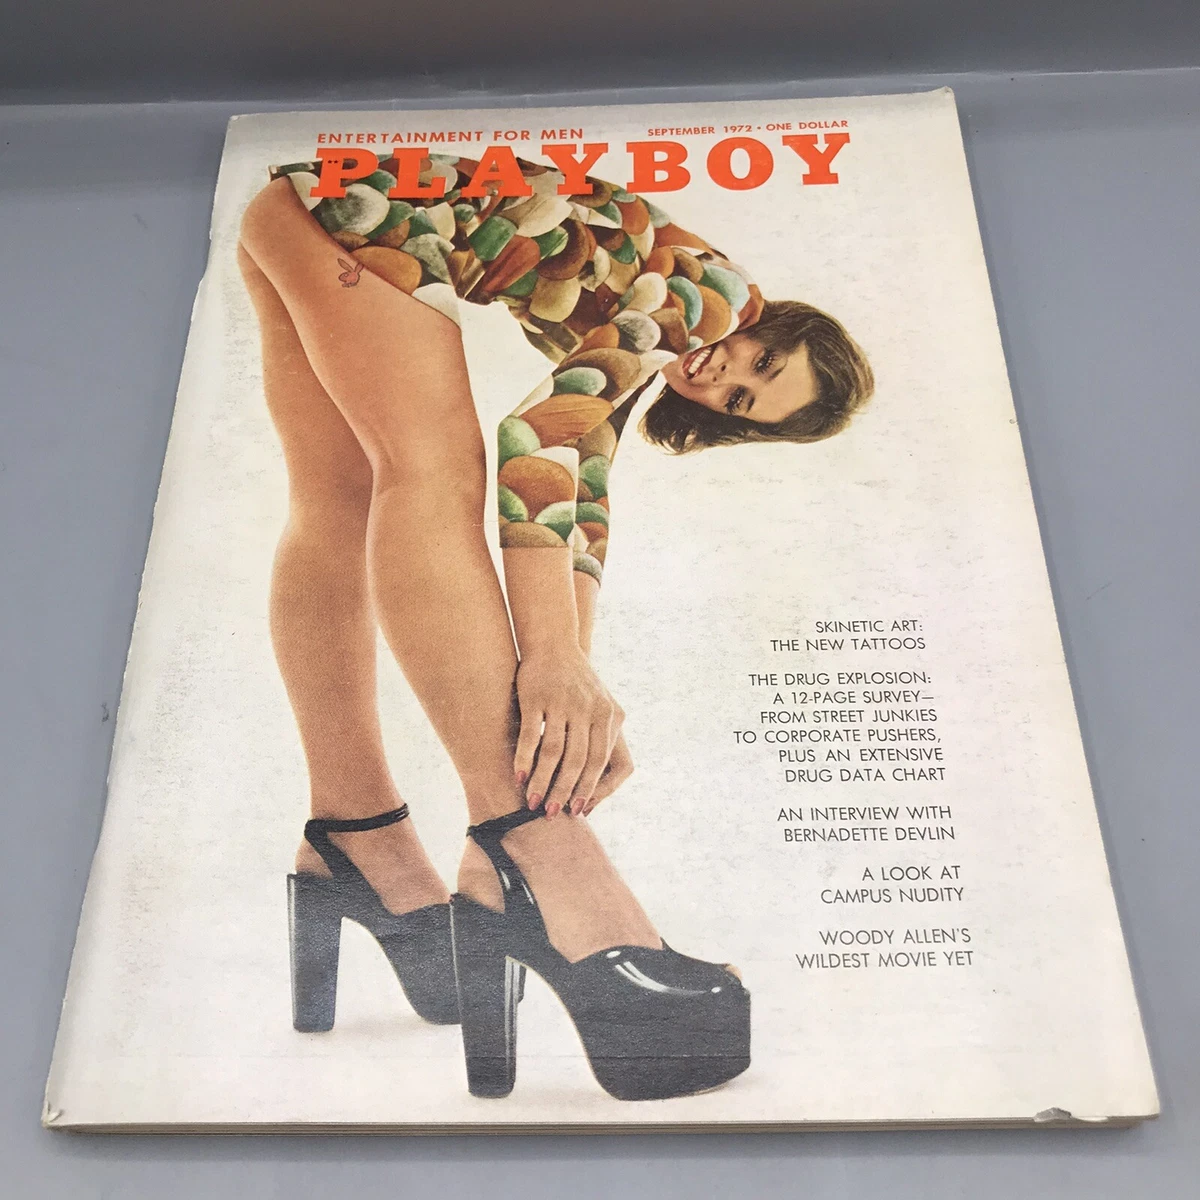 ENTERTAINMENT FOR MEN
SEPTEMBER 1972 • ONE DOLLAR
PLAYBOY
SKINETIC ART:
THE NEW TATTOOS
THE DRUG EXPLOSION:
A 12-PAGE SURVEY—
FROM STREET JUNKIES
TO CORPORATE PUSHERS,
PLUS AN EXTENSIVE
DRUG DATA CHART
AN INTERVIEW WITH
BERNADETTE DEVLIN
A LOOK AT
CAMPUS NUDITY
WOODY ALLEN'S
WILDEST MOVIE YET